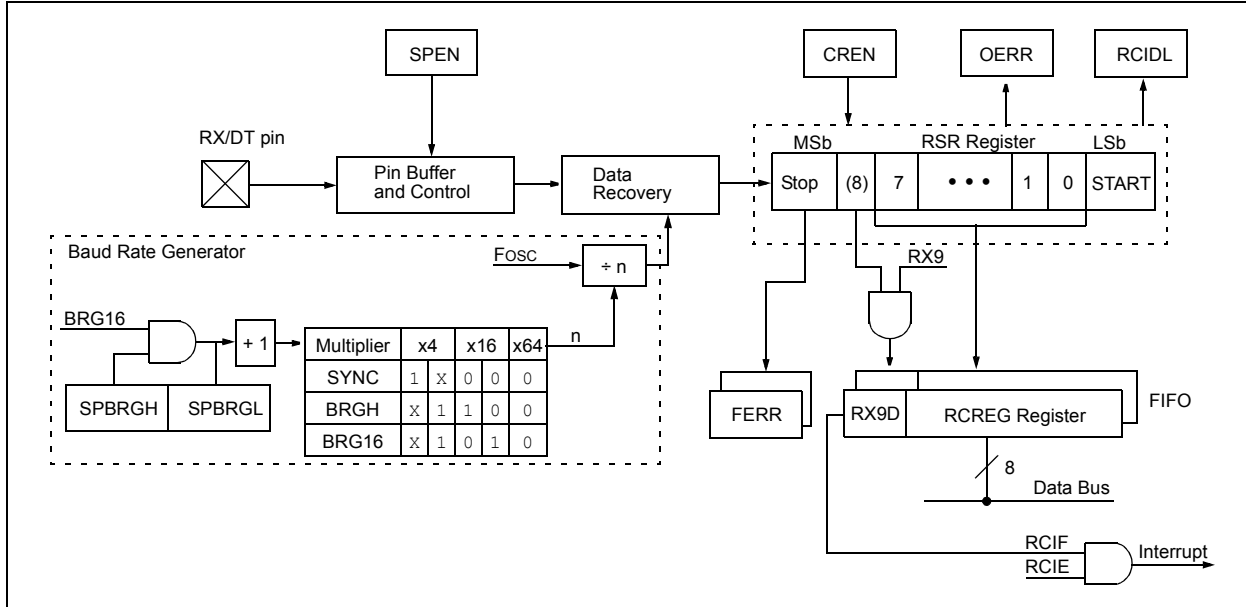 SPEN
CREN
OERR
RCIDL
RX/DT pin
Pin Buffer
and Control
Data
Recovery
MSb
RSR Register
LSb
Stop (8) 7 • • • 1 0 START
Baud Rate Generator
FOSC
÷ n
RX9
BRG16
+ 1
n
SPBRGH SPBRGL
Multiplier x4 x16 x64
SYNC 1 X 0 0 0
BRGH X 1 1 0 0
BRG16 X 1 0 1 0
FERR
RX9D RCREG Register
FIFO
8
Data Bus
RCIF
RCIE
Interrupt